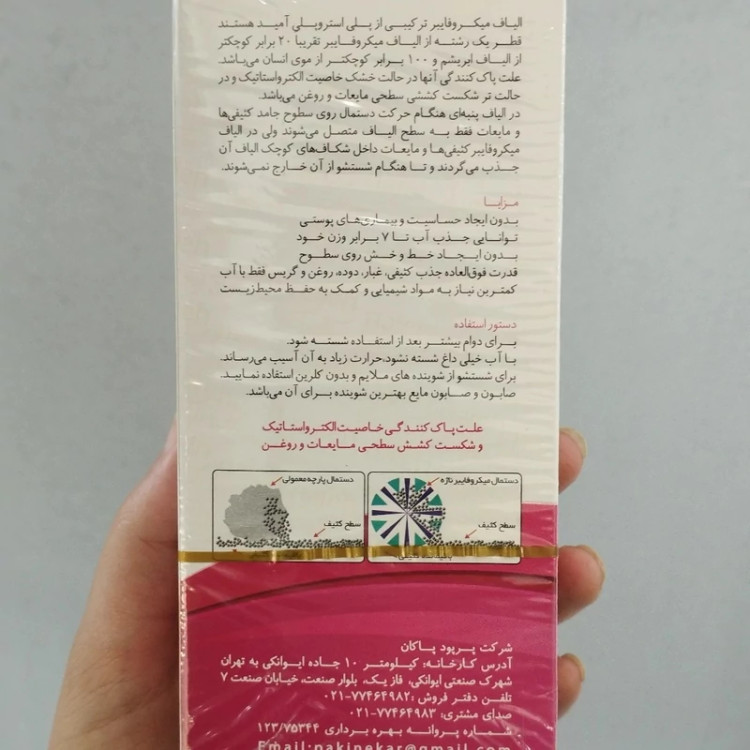 الیاف میکروفایبر ترکیبی از پلی استروپلی آمید هستند
قطر یک رشته از الیاف میکروفایبر تقریبا ۲۰ برابر کوچکتر
از الیاف ابریشم و ۱۰۰ برابر کوچکتر از موی انسان می‌باشد.
علت پاک کنندگی آنها در حالت خشک خاصیت الکترواستاتیک و در
حالت تر شکست کششی سطحی مایعات و روغن می‌باشد.
در الیاف پنبه‌ای هنگام حرکت دستمال روی سطوح جامد کثیفی‌ها
و مایعات فقط به سطح الیاف متصل می‌شوند ولی در الیاف
میکروفایبر کثیفی‌ها و مایعات داخل شکاف‌های کوچک الیاف آن
جذب می‌گردند و تا هنگام شستشو از آن خارج نمی‌شوند.
مزایا
بدون ایجاد حساسیت و بیماری‌های پوستی
توانایی جذب آب تا ۷ برابر وزن خود
بدون ایجاد خط و خش روی سطوح
قدرت فوق‌العاده جذب کثیفی، غبار، دوده، روغن و گریس فقط با آب
کمترین نیاز به مواد شیمیایی و کمک به حفظ محیط‌زیست
دستور استفاده
برای دوام بیشتر بعد از استفاده شسته شود.
با آب خیلی داغ شسته نشود،حرارت زیاد به آن آسیب می‌رساند.
برای شستشو از شوینده های ملایم و بدون کلرین استفاده نمایید.
صابون و صابون مایع بهترین شوینده برای آن می‌باشد.
علت پاک کنندگی خاصیت الکترواستاتیک
و شکست کشش سطحی مایعات و روغن
دستمال میکروفایبر تاژه
دستمال پارچه معمولی
سطح کثیف
سطح کثیف
شرکت پرپود پاکان
آدرس کارخانه: کیلومتر ۱۰ جاده ایوانکی به تهران
شهرک صنعتی ایوانکی، فاز یک، بلوار صنعت، خیابان صنعت ۷
تلفن دفتر فروش :۷۷۴۶۴۹۸۲-۰۲۱
صدای مشتری: ۷۷۴۶۴۹۸۳-۰۲۱
شماره پروانه بهره برداری ۱۲۳/۷۵۳۴۴
Email:pakinekar@gmail.com